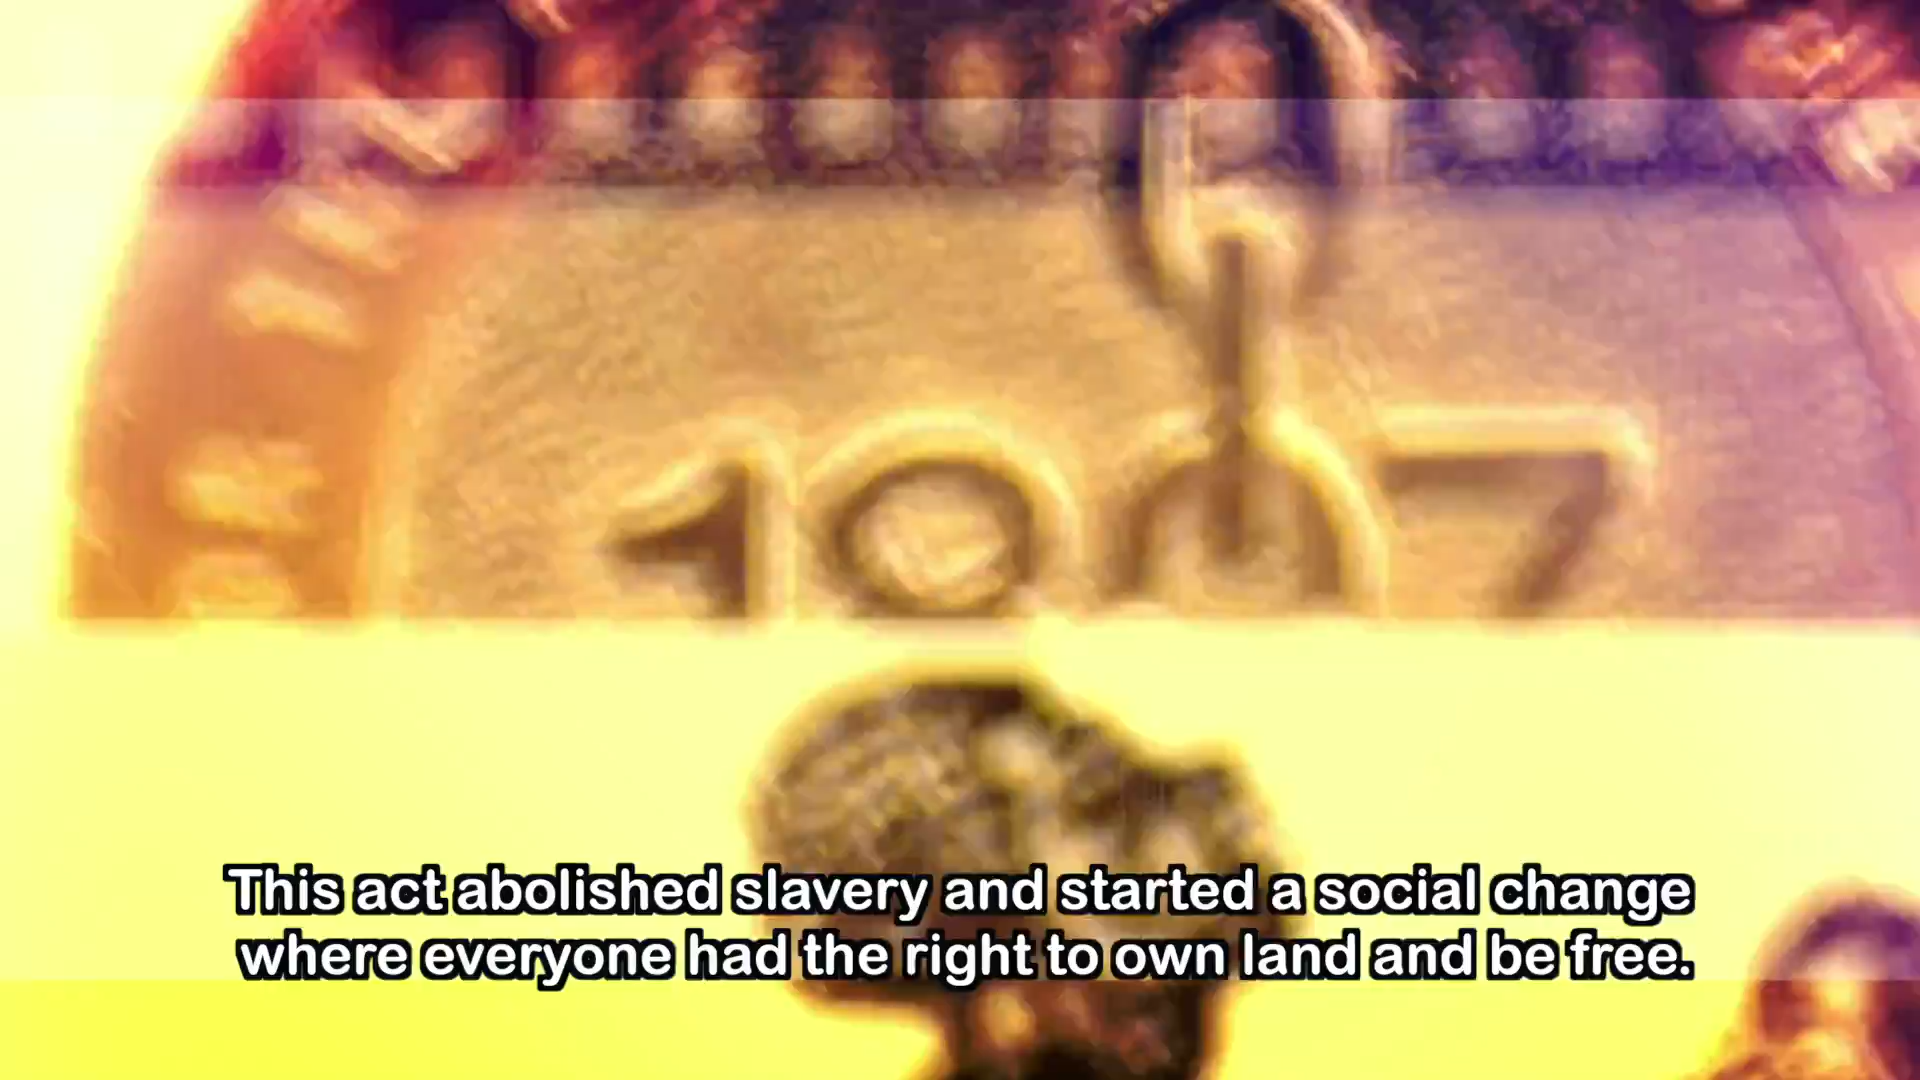 This act abolished slavery and started a social change
where everyone had the right to own land and be free.